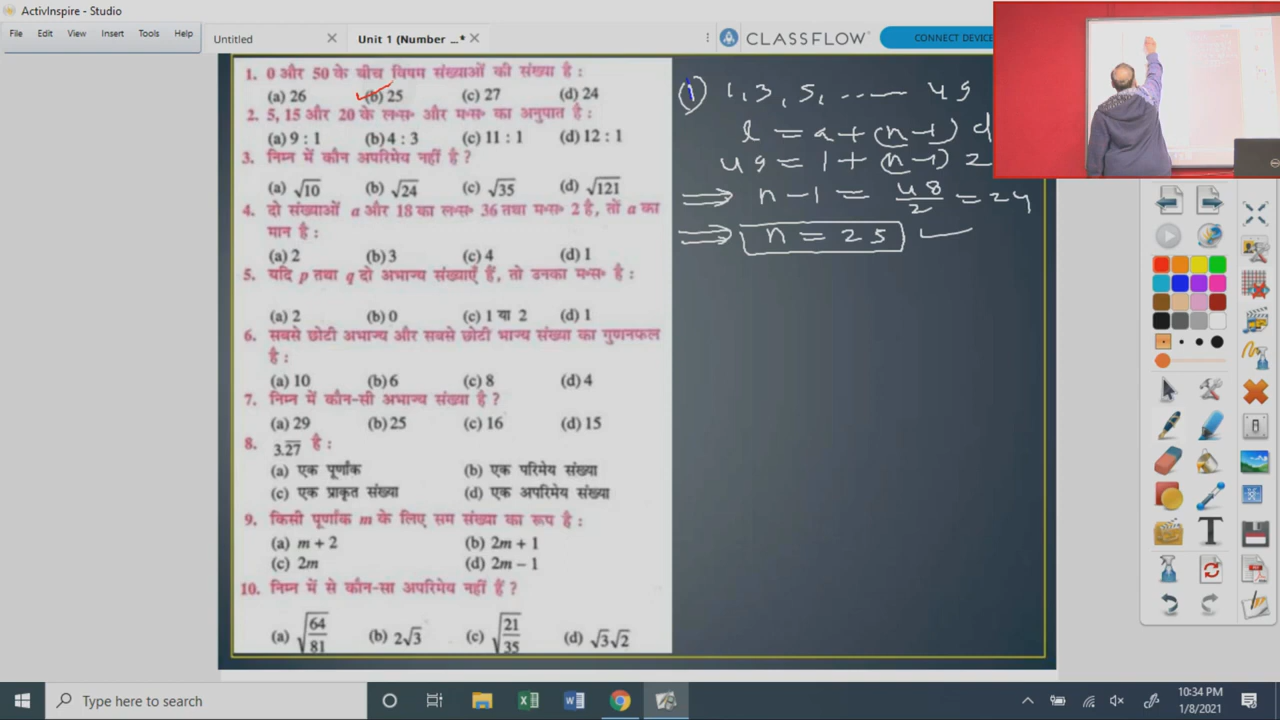 ActivInspire - Studio
File Edit View Insert Tools Help
Untitled
Unit 1 (Number ...*
CLASSFLOW
CONNECT DEVICE
1. 0 और 50 के बीच विषम संख्याओं की संख्या है :
(a) 26 (b) 25 (c) 27 (d) 24
2. 5, 15 और 20 के ल॰स॰ और म॰स॰ का अनुपात है :
(a) 9 : 1 (b) 4 : 3 (c) 11 : 1 (d) 12 : 1
3. निम्न में कौन अपरिमेय नहीं है ?
(a) √10 (b) √24 (c) √35 (d) √121
4. दो संख्याओं a और 18 का ल॰स॰ 36 तथा म॰स॰ 2 है, तो a का
मान है :
(a) 2 (b) 3 (c) 4 (d) 1
5. यदि p तथा q दो अभाज्य संख्याएँ हैं, तो उनका म॰स॰ है :
(a) 2 (b) 0 (c) 1 या 2 (d) 1
6. सबसे छोटी अभाज्य और सबसे छोटी भाज्य संख्या का गुणनफल
है :
(a) 10 (b) 6 (c) 8 (d) 4
7. निम्न में कौन-सी अभाज्य संख्या है ?
(a) 29 (b) 25 (c) 16 (d) 15
8. 3.2̅7̅ है :
(a) एक पूर्णांक (b) एक परिमेय संख्या
(c) एक प्राकृत संख्या (d) एक अपरिमेय संख्या
9. किसी पूर्णांक m के लिए सम संख्या का रूप है :
(a) m + 2 (b) 2m + 1
(c) 2m (d) 2m − 1
10. निम्न में से कौन-सा अपरिमेय नहीं हैं ?
(a) √(64/81) (b) 2√3 (c) √(21/35) (d) √3√2
(1) 1, 3, 5, ...... 49
l = a + (n-1) d
49 = 1 + (n-1) 2
⇒ n - 1 = 48/2 = 24
⇒ n = 25
Type here to search
10:34 PM
1/8/2021